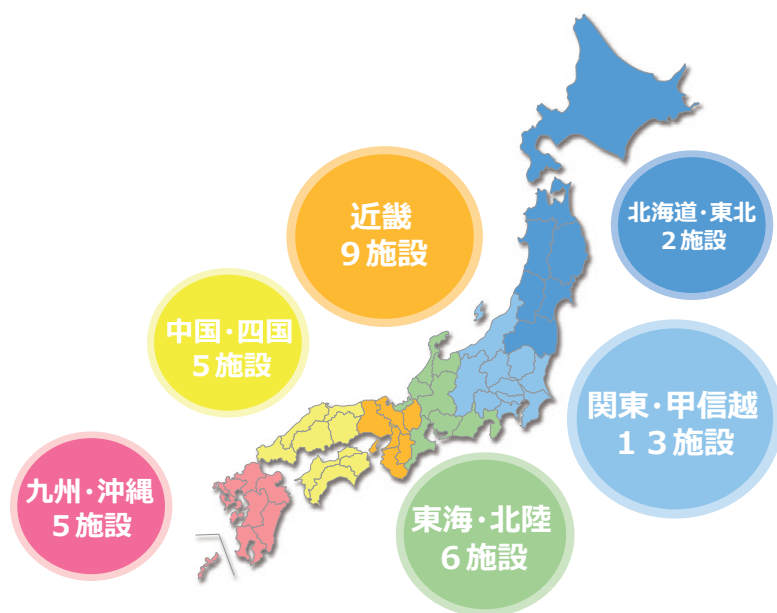 近畿
９施設
北海道・東北
２施設
中国・四国
５施設
関東・甲信越
１３施設
九州・沖縄
５施設
東海・北陸
６施設